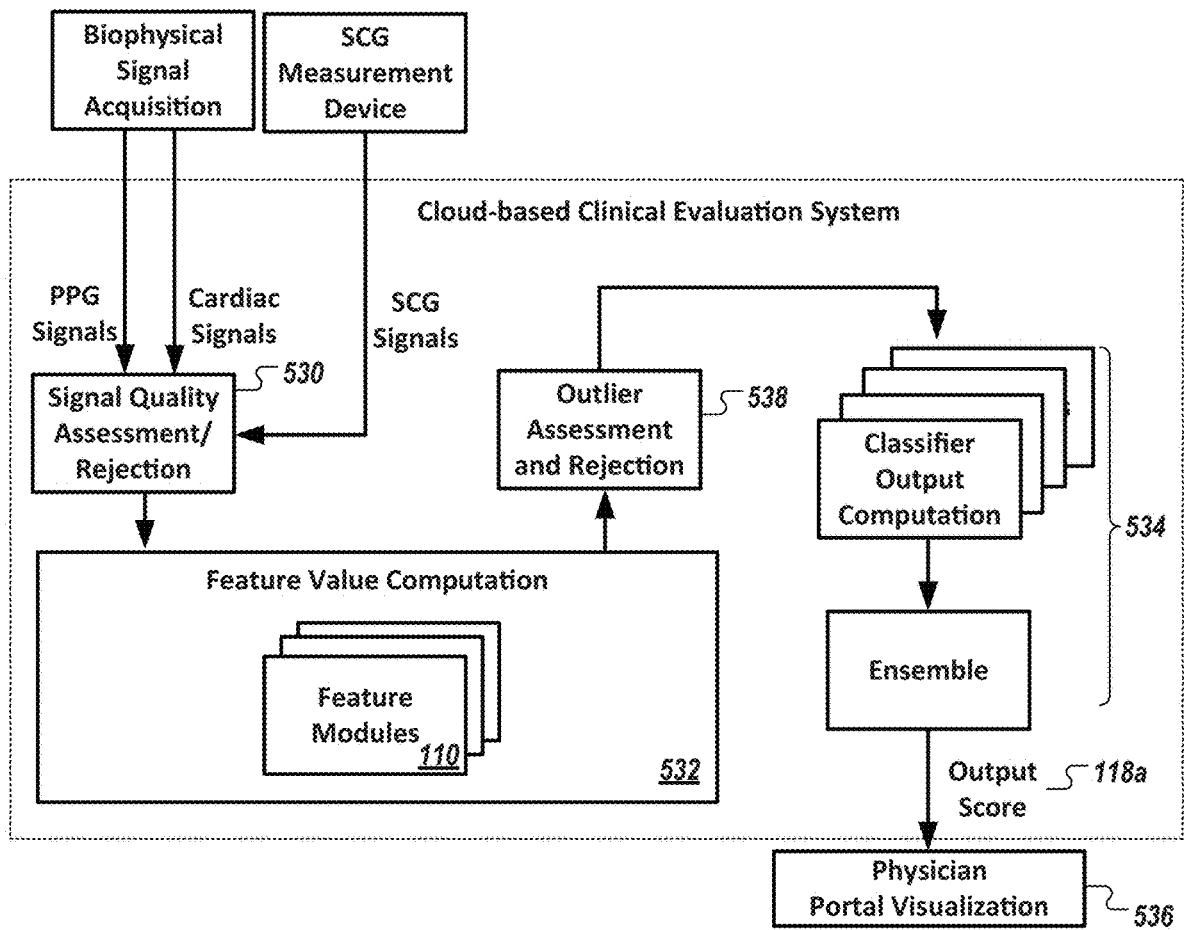 Biophysical
Signal
Acquisition
SCG
Measurement
Device
Cloud-based Clinical Evaluation System
PPG
Signals
Cardiac
Signals
SCG
Signals
530
Signal Quality
Assessment/
Rejection
Outlier
Assessment
and Rejection
538
Classifier
Output
Computation
534
Feature Value Computation
Feature
Modules
110
532
Ensemble
Output
Score
118a
Physician
Portal Visualization
536